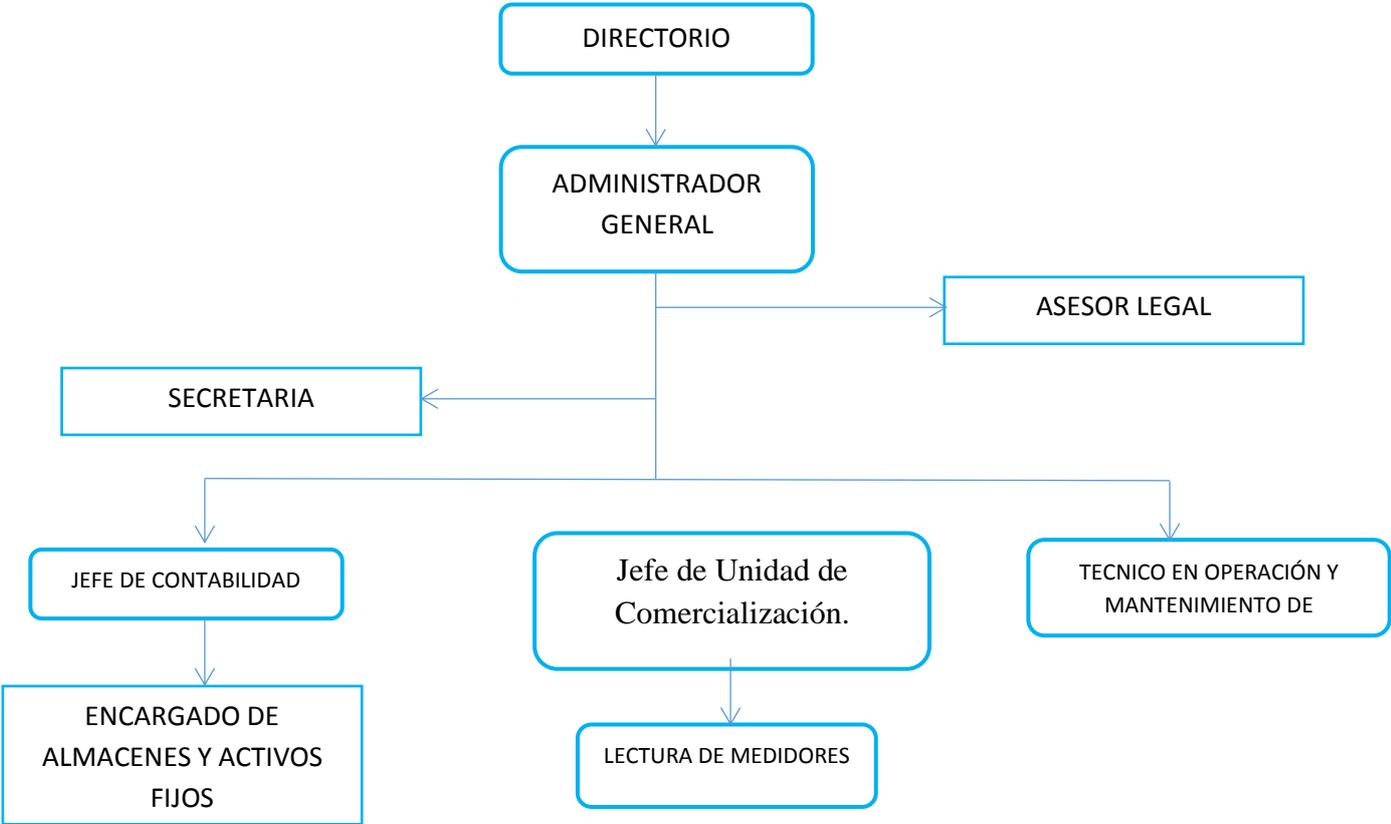 DIRECTORIO
ADMINISTRADOR
GENERAL
ASESOR LEGAL
SECRETARIA
JEFE DE CONTABILIDAD
Jefe de Unidad de
Comercialización.
TECNICO EN OPERACIÓN Y
MANTENIMIENTO DE
ENCARGADO DE
ALMACENES Y ACTIVOS
FIJOS
LECTURA DE MEDIDORES